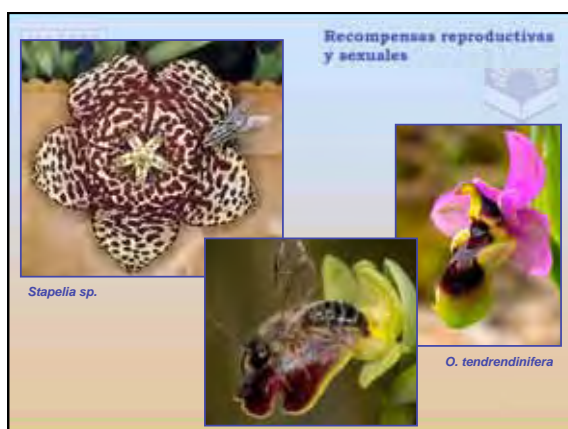 Recompensas reproductivas
y sexuales
Stapelia sp.
O. tendrendinifera